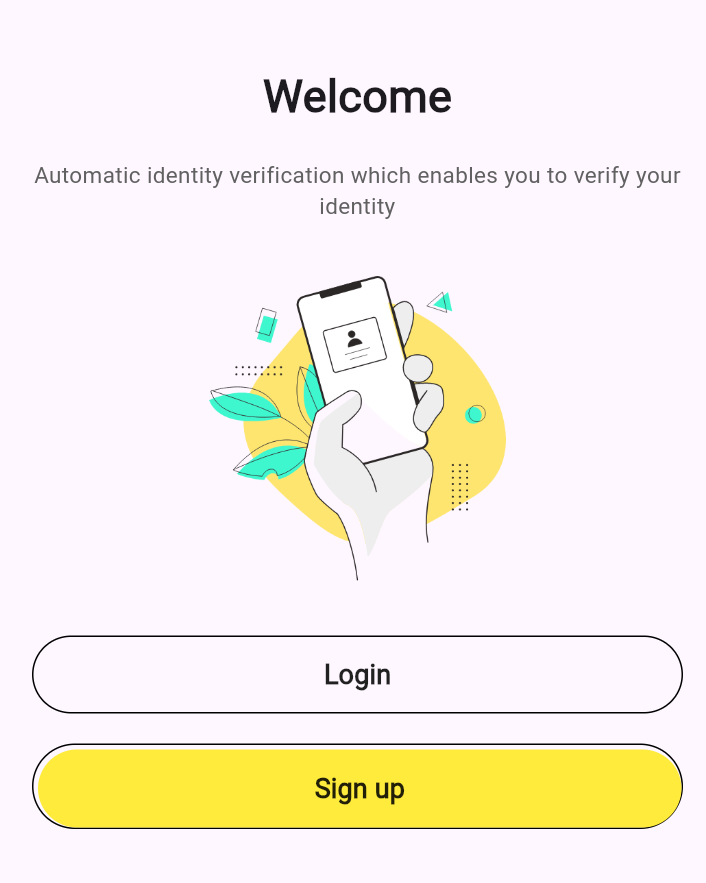 Welcome
Automatic identity verification which enables you to verify your
identity
Login
Sign up